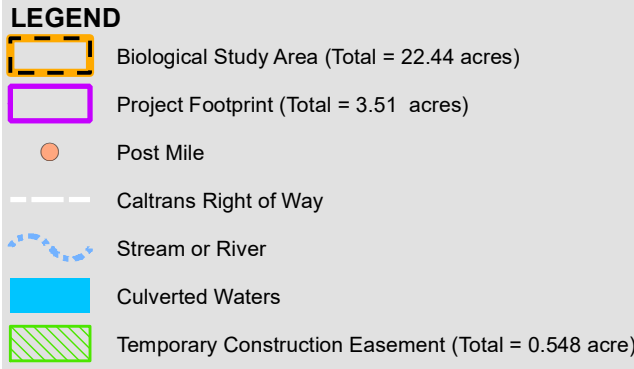 LEGEND
Biological Study Area (Total = 22.44 acres)
Project Footprint (Total = 3.51 acres)
Post Mile
Caltrans Right of Way
Stream or River
Culverted Waters
Temporary Construction Easement (Total = 0.548 acre)